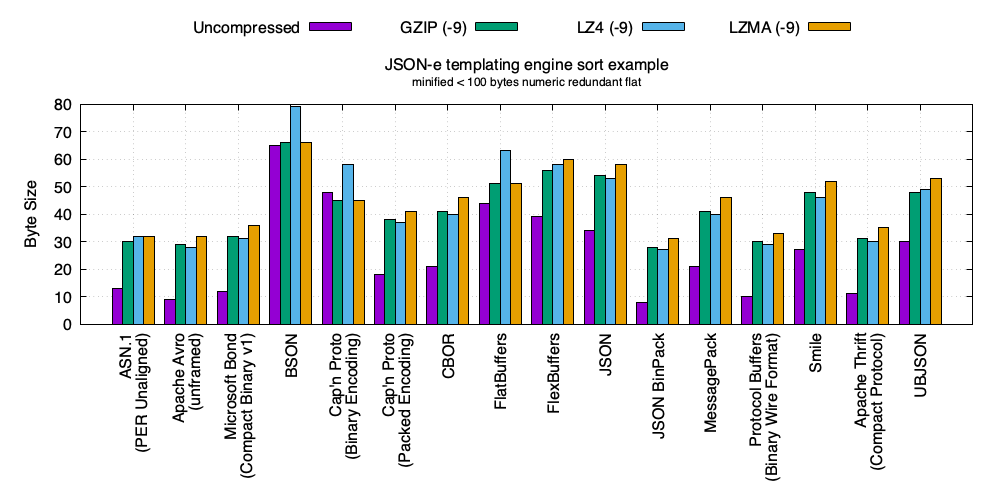 Uncompressed GZIP (-9) LZ4 (-9) LZMA (-9)
JSON-e templating engine sort example
minified < 100 bytes numeric redundant flat
80
70
60
50
40
30
20
10
0
Byte Size
ASN.1
(PER Unaligned)
Apache Avro
(unframed)
Microsoft Bond
(Compact Binary v1)
BSON
Cap'n Proto
(Binary Encoding)
Cap'n Proto
(Packed Encoding)
CBOR
FlatBuffers
FlexBuffers
JSON
JSON BinPack
MessagePack
Protocol Buffers
(Binary Wire Format)
Smile
Apache Thrift
(Compact Protocol)
UBJSON